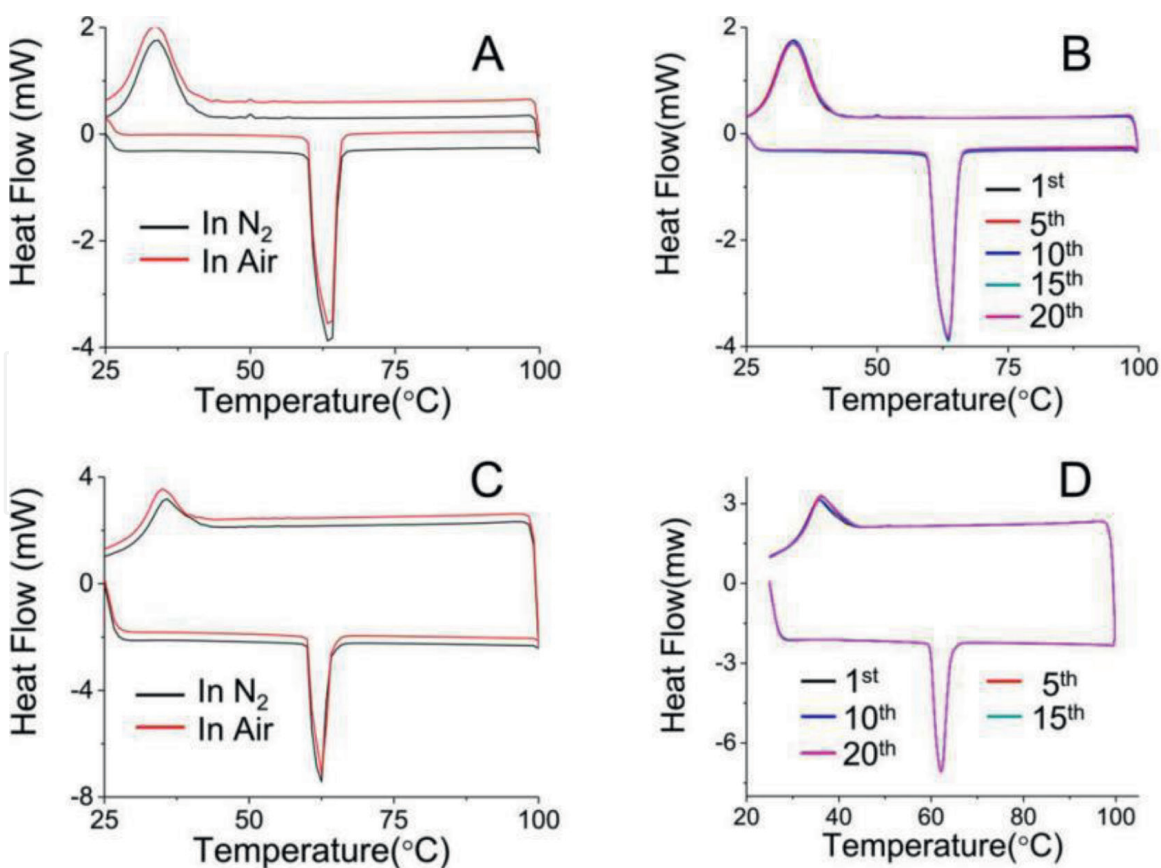 A
Heat Flow (mW)
2
0
-2
-4
In N₂
In Air
25
50
75
100
Temperature(°C)
B
Heat Flow(mW)
2
0
-2
-4
1st
5th
10th
15th
20th
25
50
75
100
Temperature(°C)
C
Heat Flow (mW)
4
0
-4
-8
In N₂
In Air
25
50
75
100
Temperature(°C)
D
Heat Flow(mw)
3
0
-3
-6
1st
5th
10th
15th
20th
20
40
60
80
100
Temperature(°C)